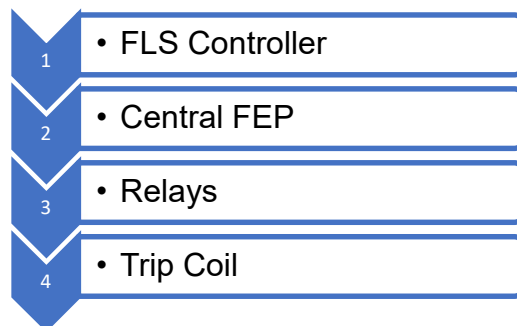 1 • FLS Controller
2 • Central FEP
3 • Relays
4 • Trip Coil